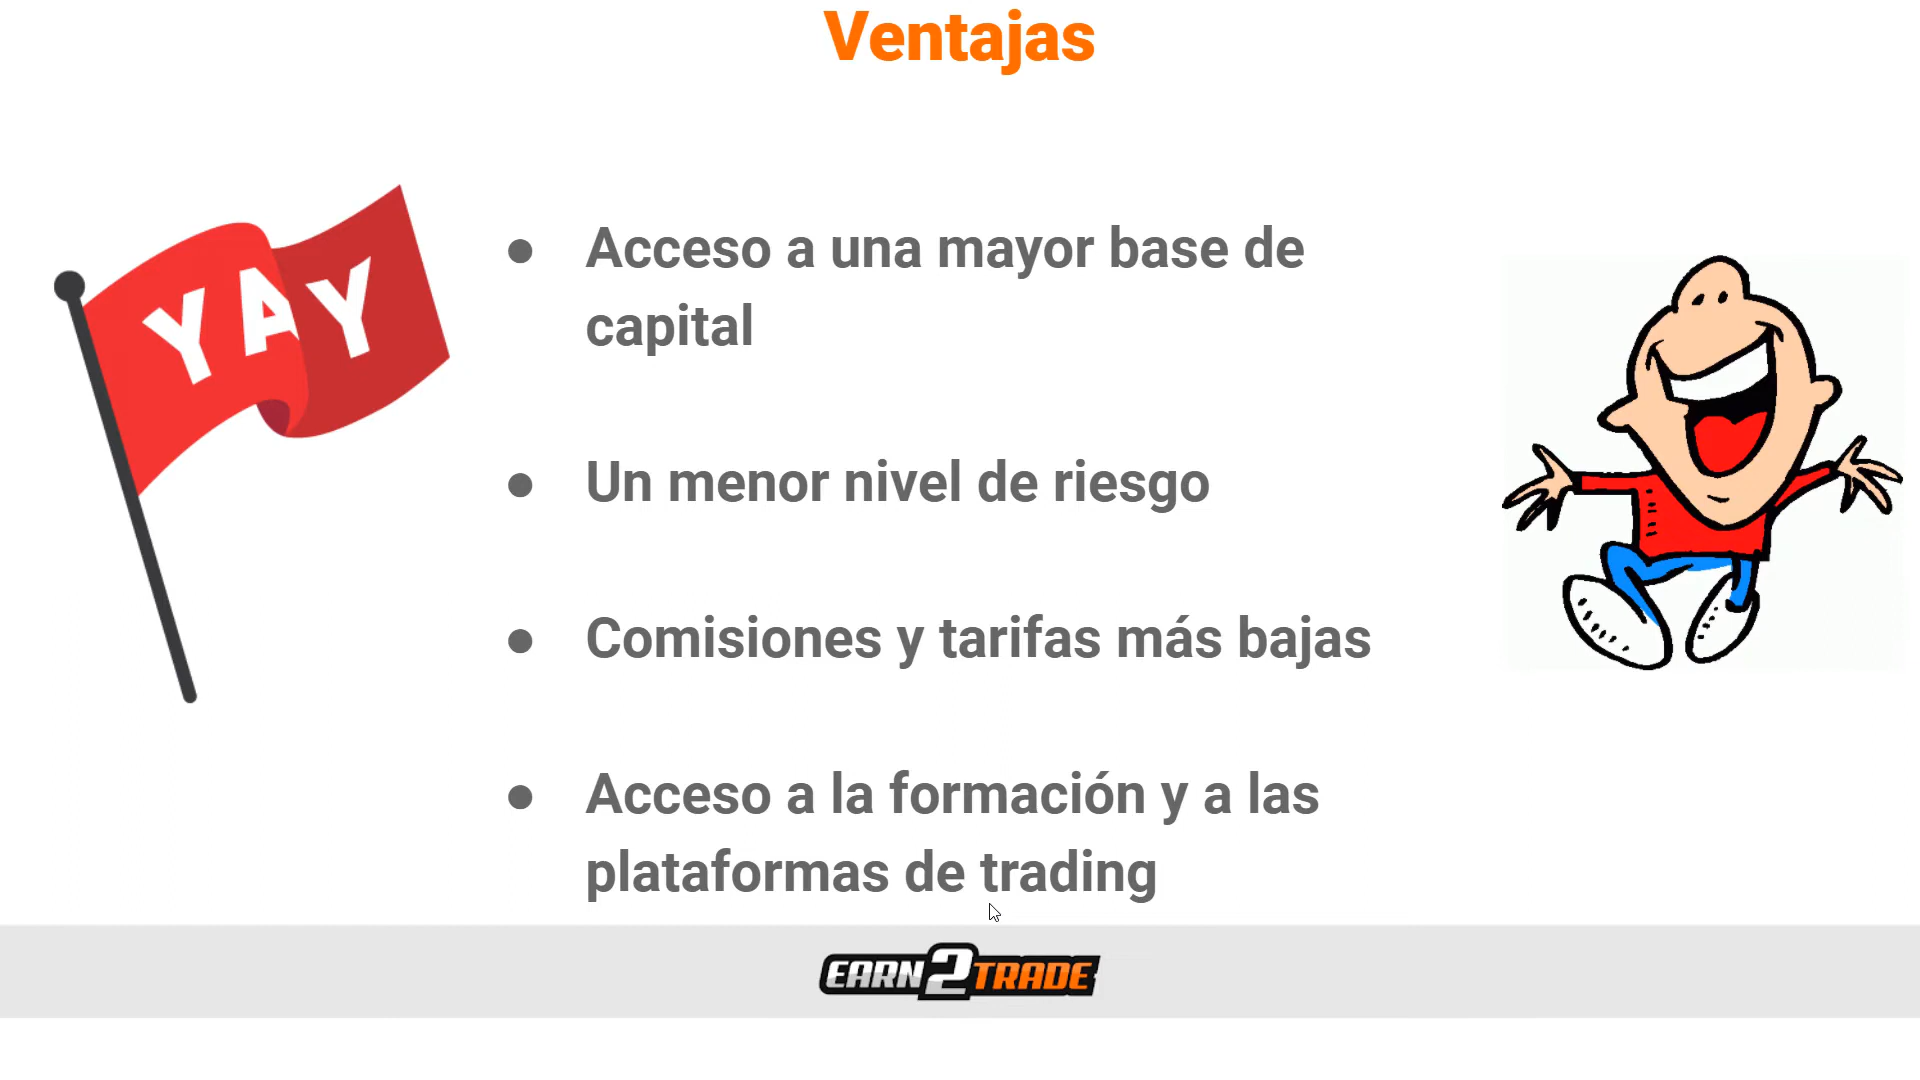 Ventajas
YAY
● Acceso a una mayor base de
capital
● Un menor nivel de riesgo
● Comisiones y tarifas más bajas
● Acceso a la formación y a las
plataformas de trading
EARN2TRADE